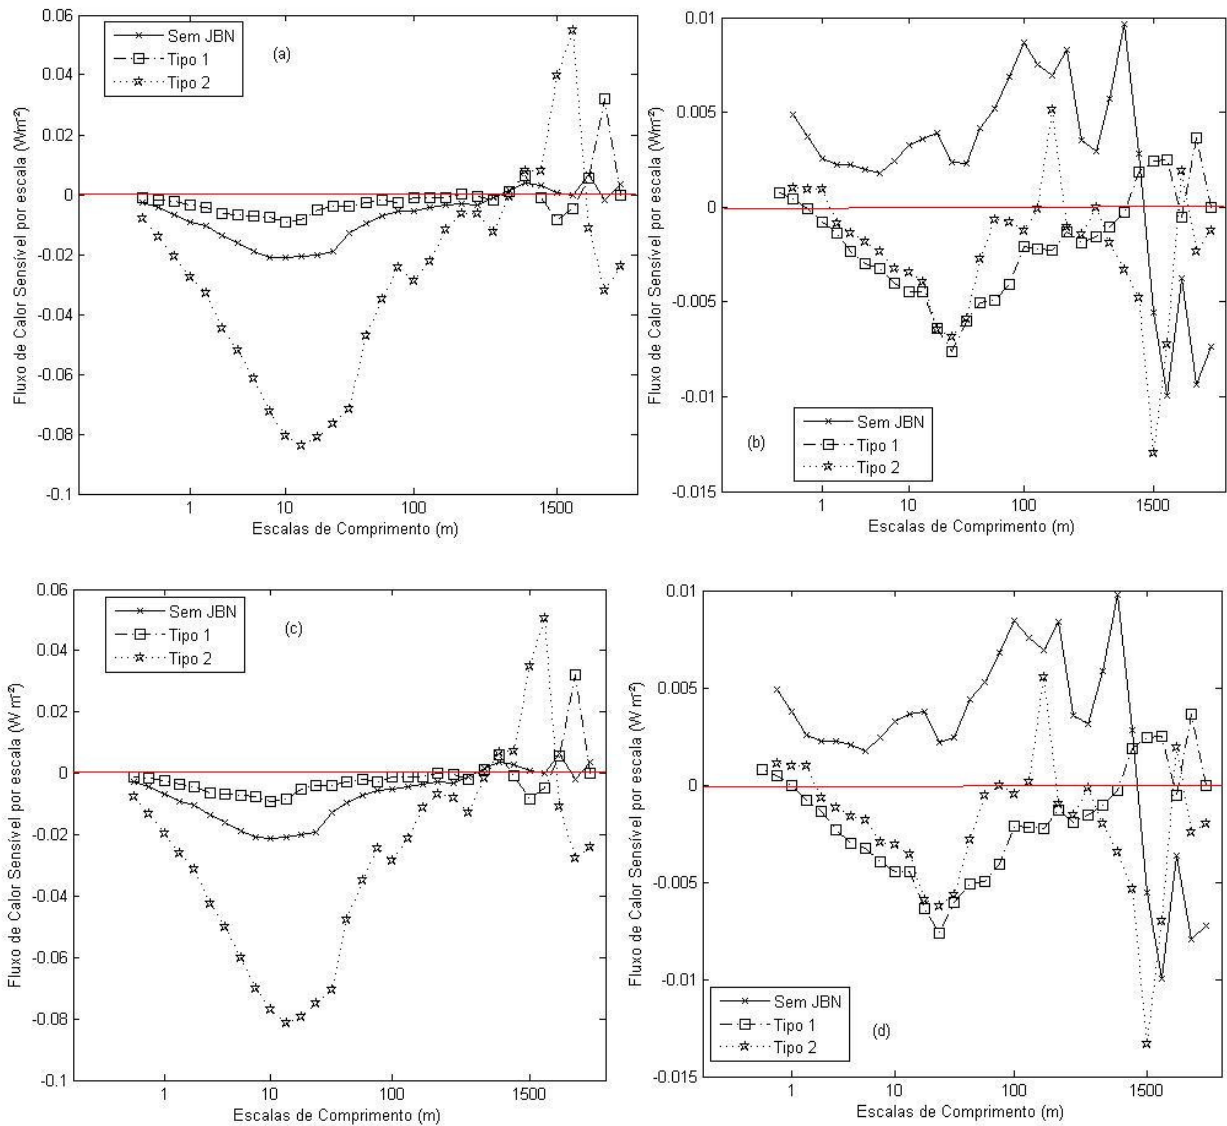 Fluxo de Calor Sensível por escala (Wm²)
0.06
0.04
0.02
0
-0.02
-0.04
-0.06
-0.08
-0.1
Sem JBN
Tipo 1
Tipo 2
(a)
1 10 100 1500
Escalas de Comprimento (m)
Fluxo de Calor Sensível por escala (Wm²)
0.01
0.005
0
-0.005
-0.01
-0.015
Sem JBN
Tipo 1
Tipo 2
(b)
1 10 100 1500
Escalas de Comprimento (m)
Fluxo de Calor Sensível por escala (W m⁻²)
0.06
0.04
0.02
0
-0.02
-0.04
-0.06
-0.08
-0.1
Sem JBN
Tipo 1
Tipo 2
(c)
1 10 100 1500
Escalas de Comprimento (m)
Fluxo de Calor Sensível por escala (W m⁻²)
0.01
0.005
0
-0.005
-0.01
-0.015
Sem JBN
Tipo 1
Tipo 2
(d)
1 10 100 1500
Escalas de Comprimento (m)